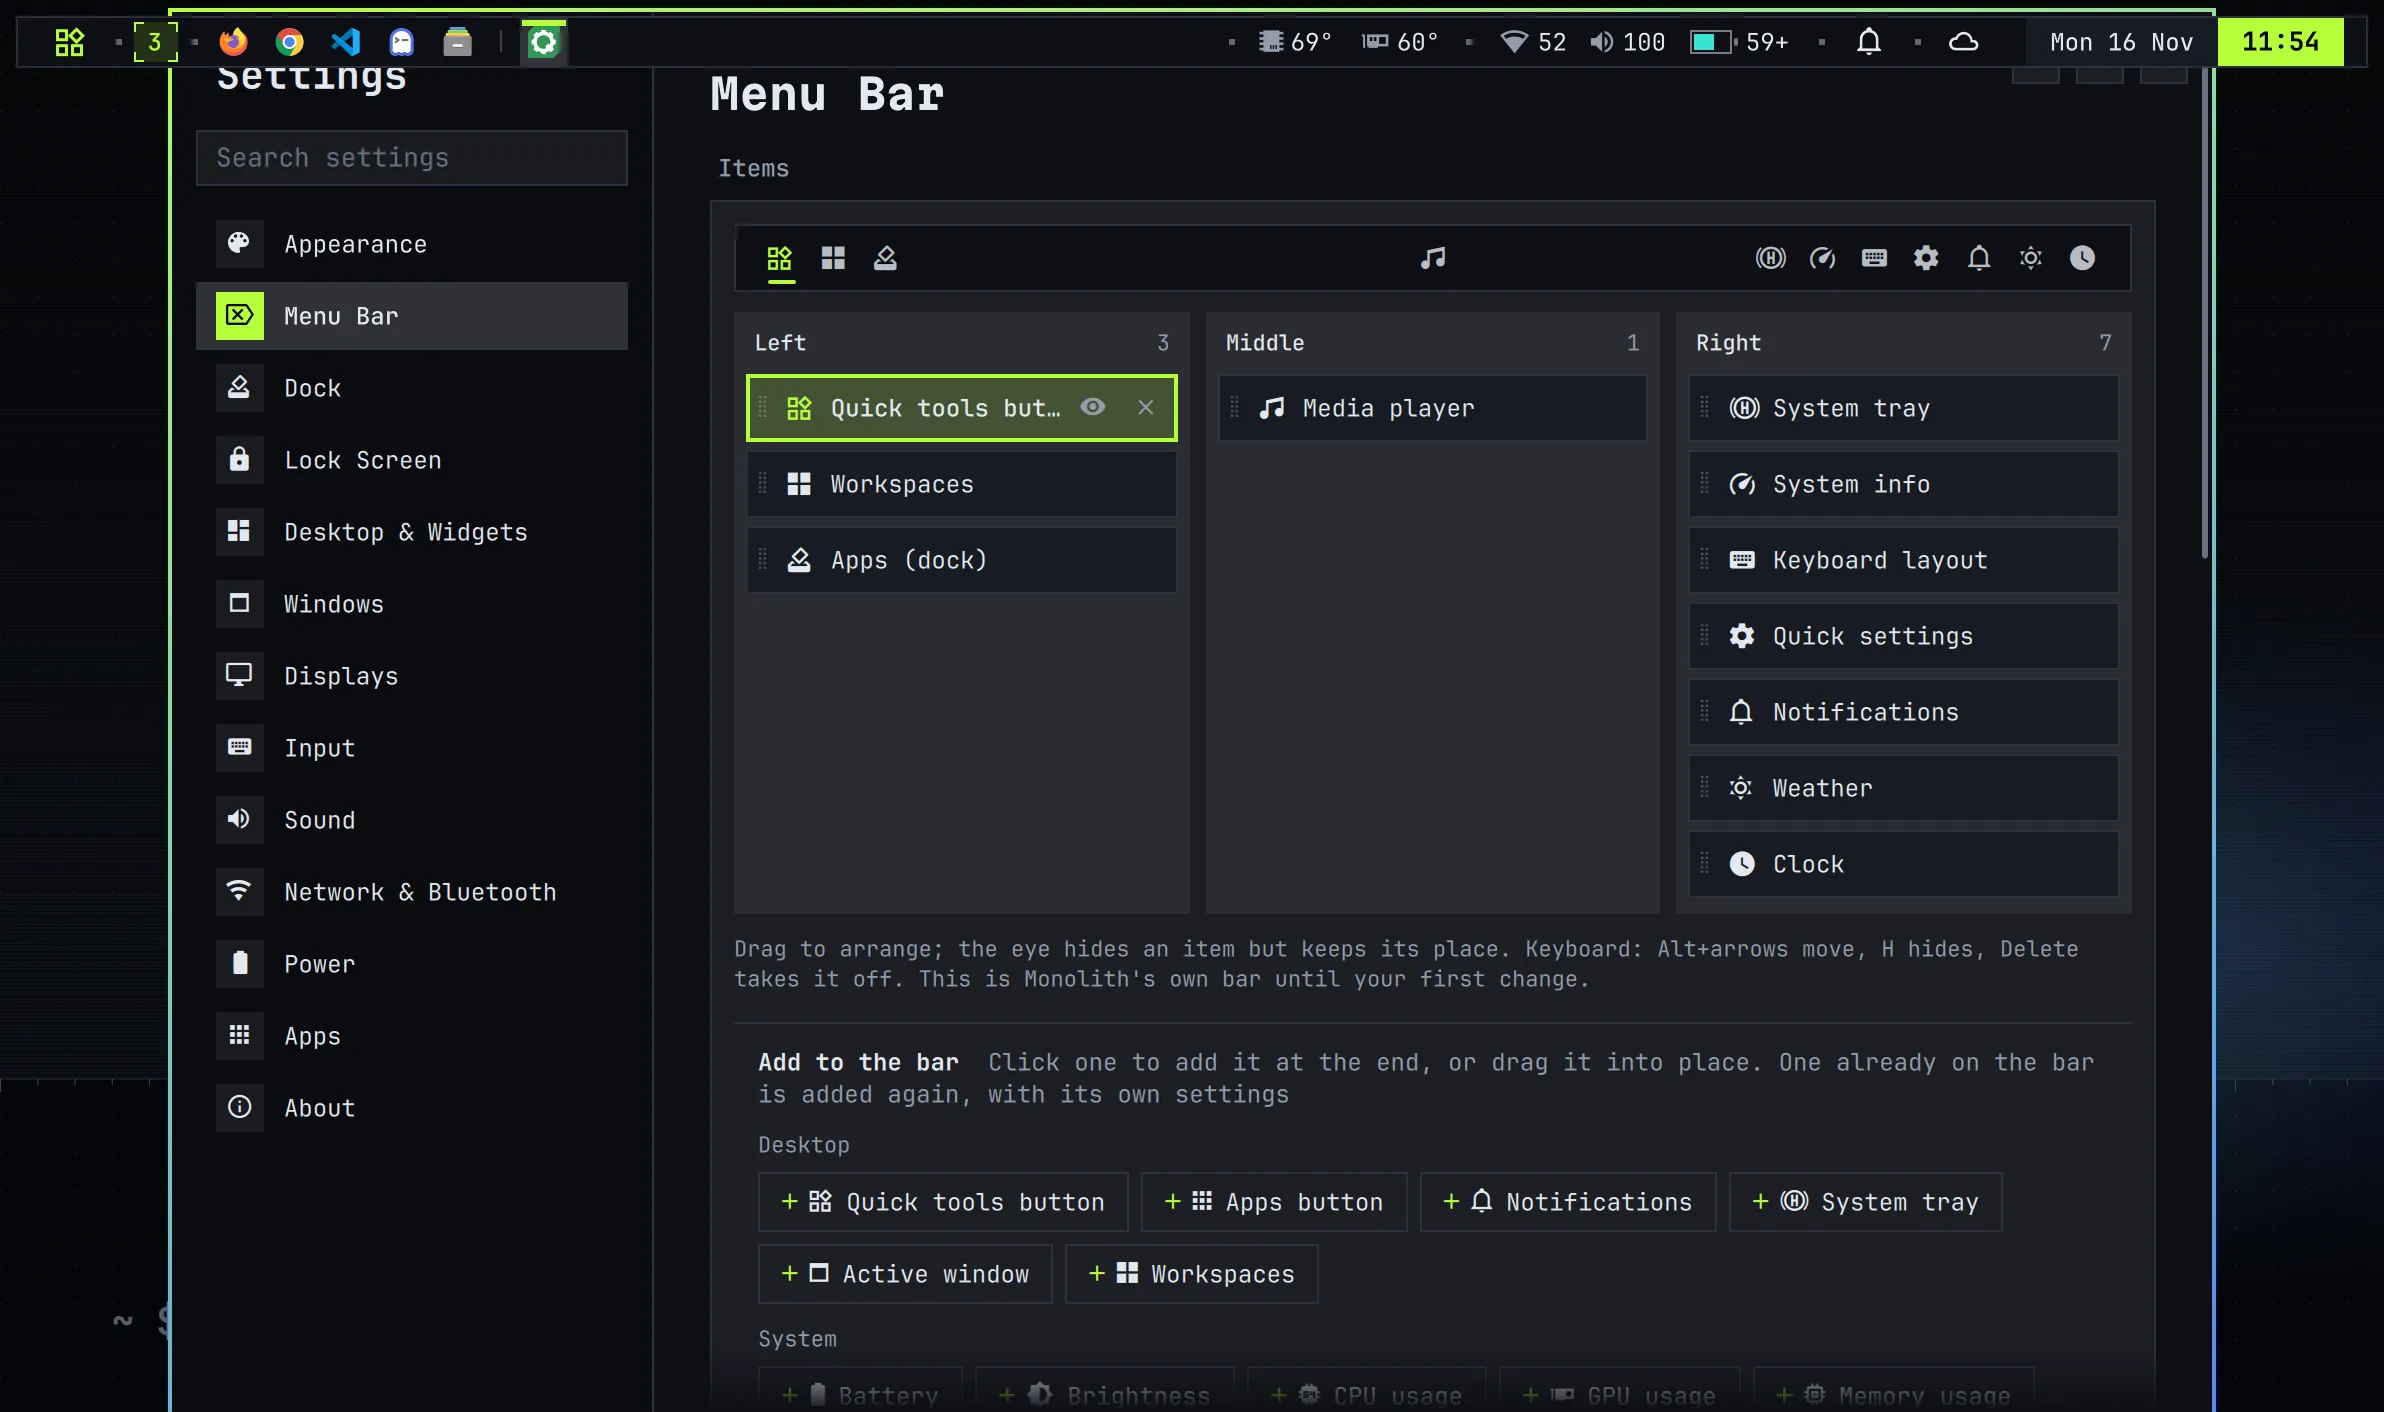 3
69°
60°
52
100
59+
Mon 16 Nov
11:54
Settings
Search settings
Appearance
Menu Bar
Dock
Lock Screen
Desktop & Widgets
Windows
Displays
Input
Sound
Network & Bluetooth
Power
Apps
About
Menu Bar
Items
Left 3
Quick tools but…
Workspaces
Apps (dock)
Middle 1
Media player
Right 7
System tray
System info
Keyboard layout
Quick settings
Notifications
Weather
Clock
Drag to arrange; the eye hides an item but keeps its place. Keyboard: Alt+arrows move, H hides, Delete
takes it off. This is Monolith's own bar until your first change.
Add to the bar Click one to add it at the end, or drag it into place. One already on the bar
is added again, with its own settings
Desktop
+ Quick tools button + Apps button + Notifications + System tray
+ Active window + Workspaces
System
+ Battery + Brightness + CPU usage + GPU usage + Memory usage
~ $